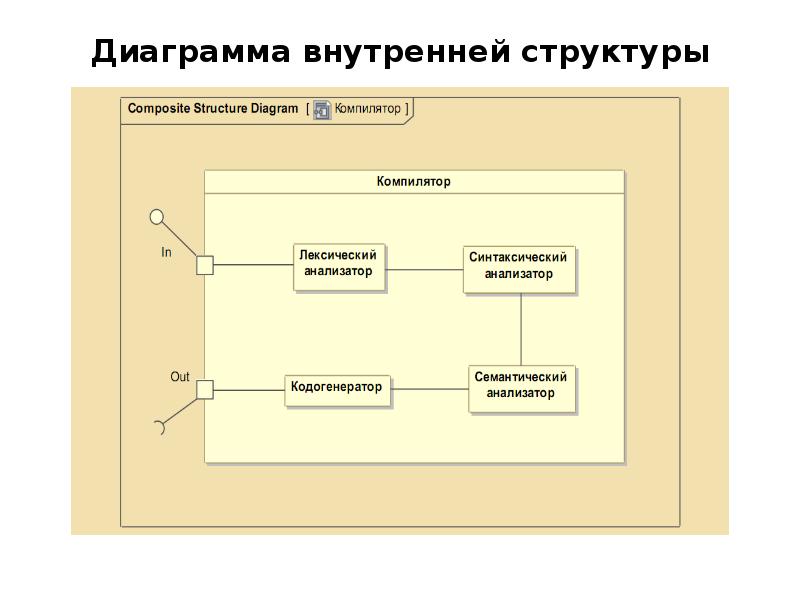 Диаграмма внутренней структуры
Composite Structure Diagram [ Компилятор ]
Компилятор
In
Лексический
анализатор
Синтаксический
анализатор
Out
Кодогенератор
Семантический
анализатор